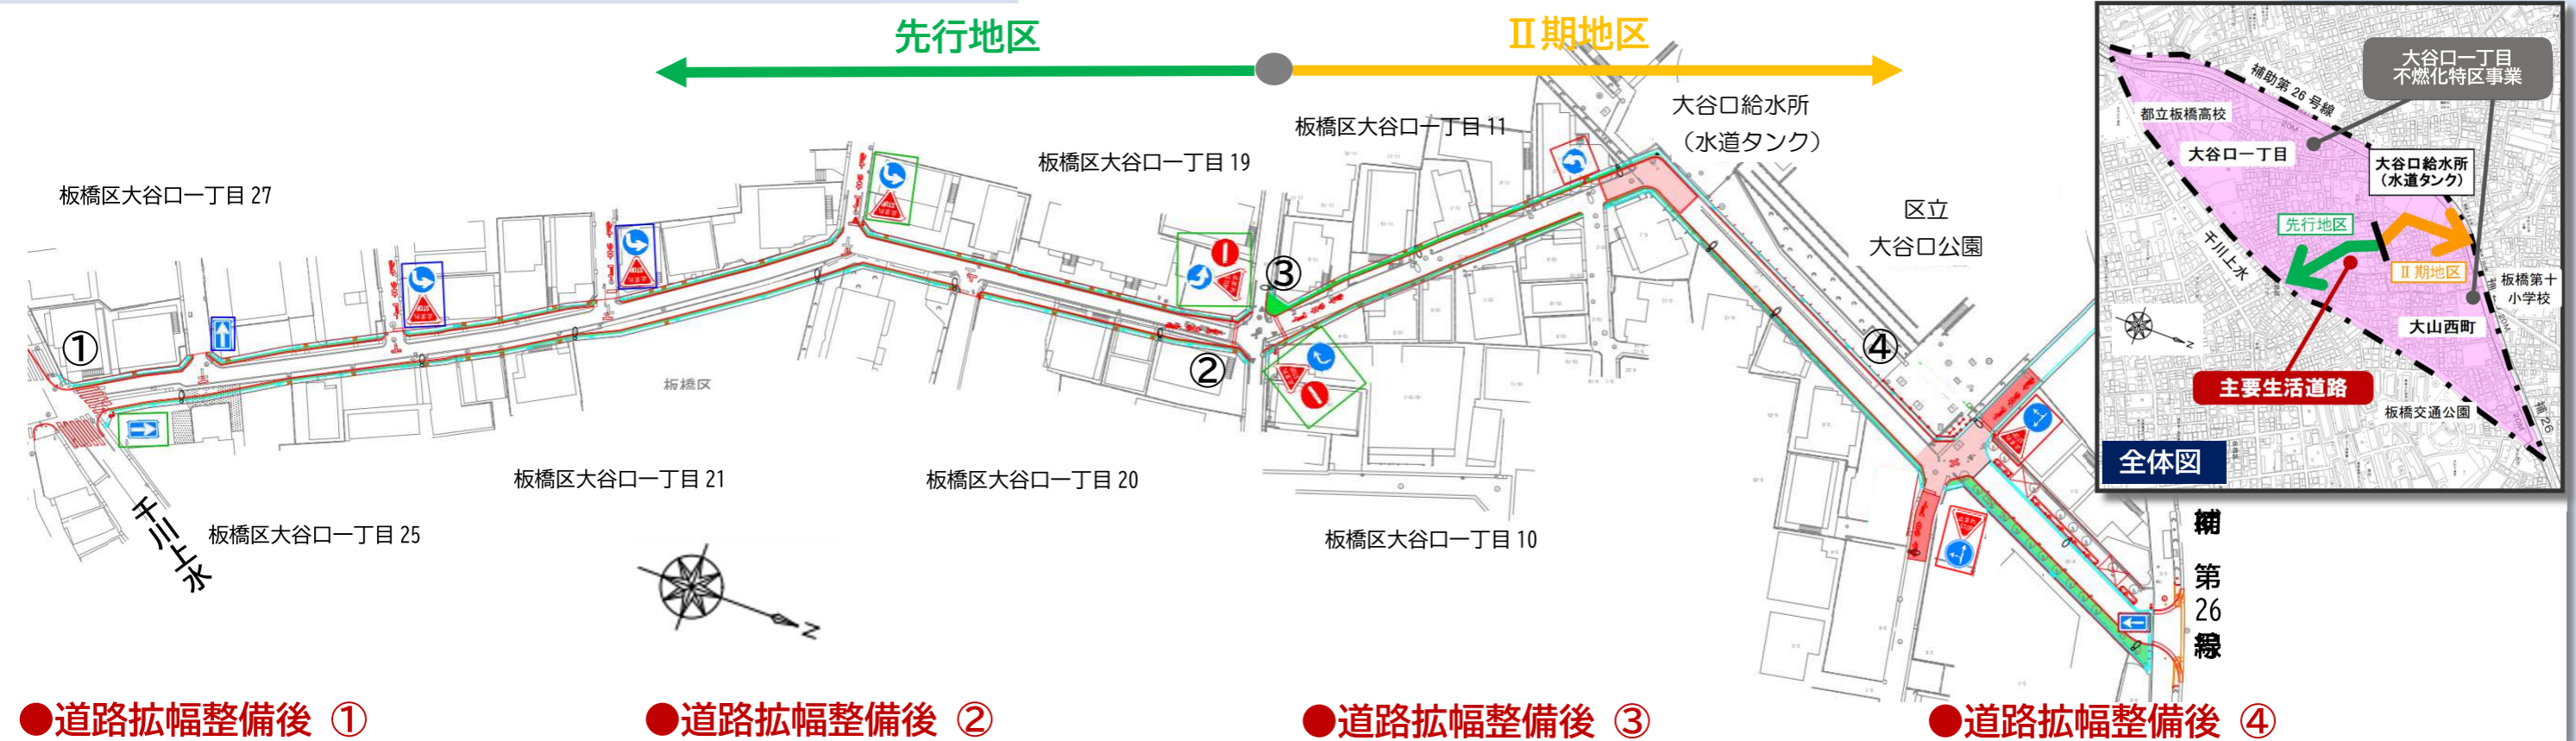 先行地区
Ⅱ期地区
板橋区大谷口一丁目 27
板橋区大谷口一丁目 19
板橋区大谷口一丁目 11
大谷口給水所
（水道タンク）
区立
大谷口公園
①
②
③
④
板橋区
板橋区大谷口一丁目 21
板橋区大谷口一丁目 20
板橋区大谷口一丁目 25
板橋区大谷口一丁目 10
千川上水
N
補
第
26
号線
大谷口一丁目
不燃化特区事業
補助第 26 号線
20M
都立板橋高校
大谷口一丁目
大谷口給水所
（水道タンク）
先行地区
千川上水
Ⅱ期地区
板橋第十
小学校
大山西町
主要生活道路
板橋交通公園
補 26
N
全体図
●道路拡幅整備後 ①
●道路拡幅整備後 ②
●道路拡幅整備後 ③
●道路拡幅整備後 ④